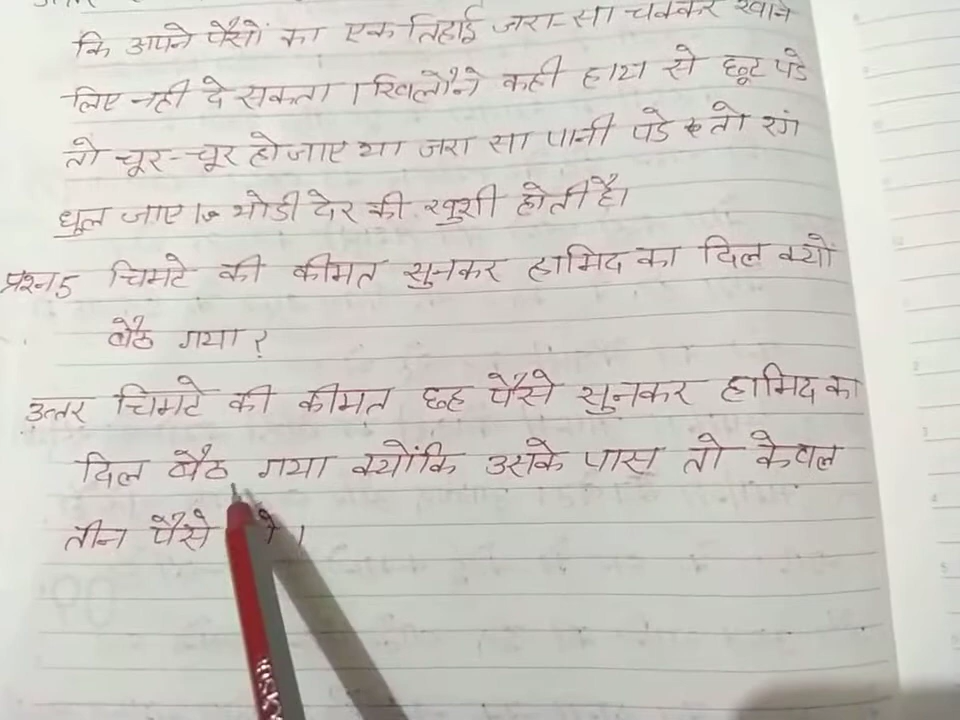 कि अपने पैसों का एक तिहाई जरा-सा चक्कर खाने
लिए नही दे सकता । खिलौने कही हाथ से छूट पडे
तो चूर-चूर हो जाए या जरा सा पानी पडे तो रंग
धुल जाए । थोडी देर की खुशी होती है।
प्रश्न5 चिमटे की कीमत सुनकर हामिद का दिल क्यों
बैठ गया ?
उत्तर चिमटे की कीमत छह पैसे सुनकर हामिद का
दिल बैठ गया क्योंकि उसके पास तो केवल
तीन पैसे थे ।